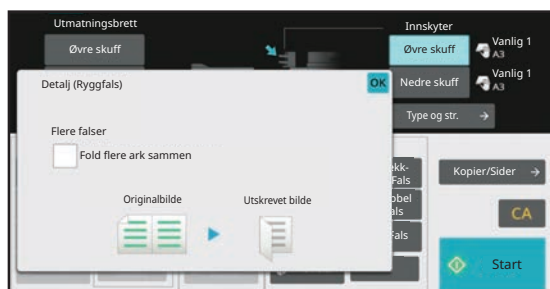 Utmatningsbrett
Innskyter
Øvre skuff
Øvre skuff
Vanlig 1
A3
Detalj (Ryggfals)
OK
Nedre skuff
Vanlig 1
A3
Type og str.
Flere falser
Fold flere ark sammen
Fals
Kopier/Sider
Originalbilde
Utskrevet bilde
CA
Start